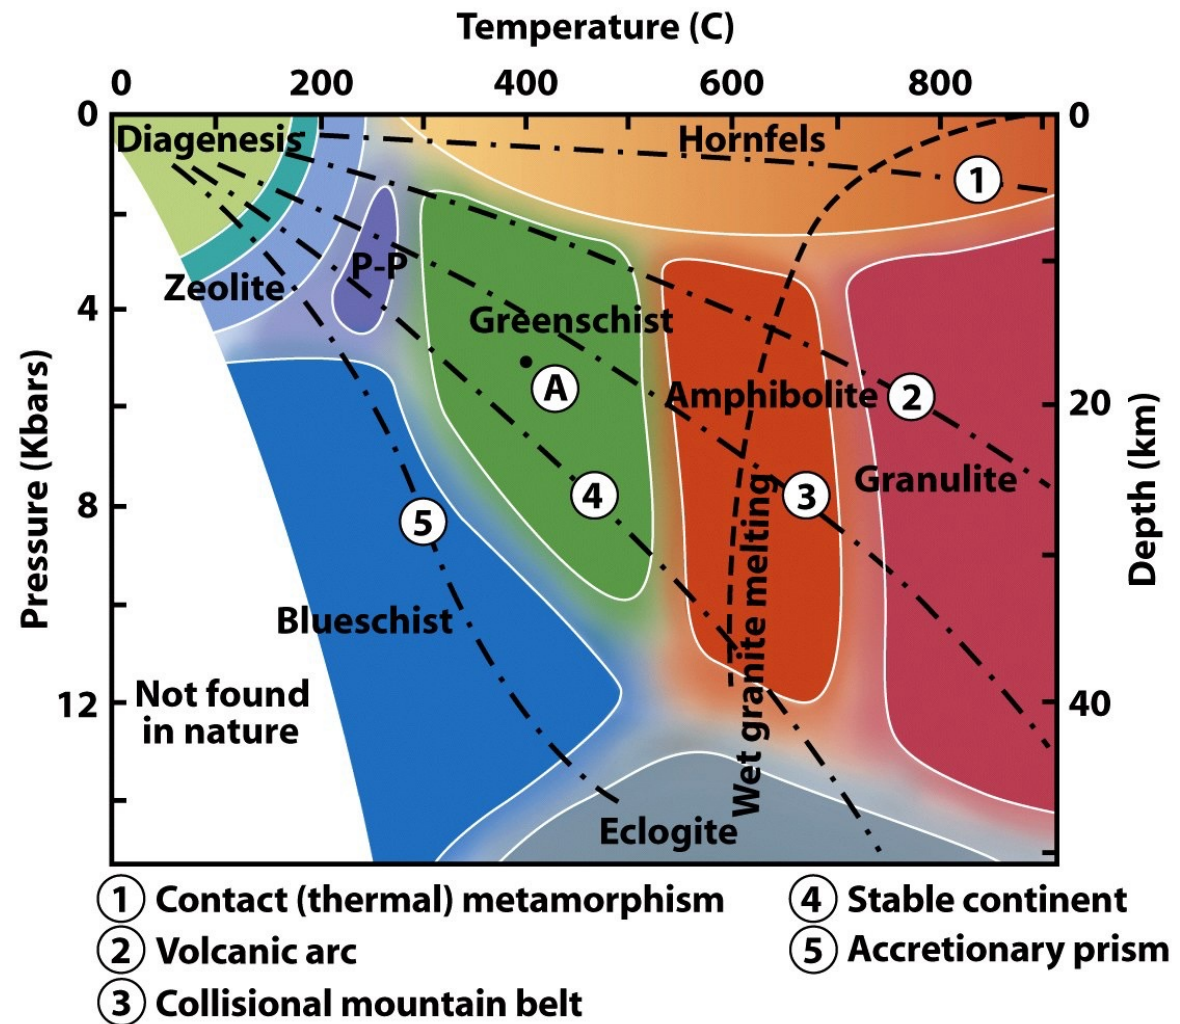 Temperature (C)
0 200 400 600 800
0 0
Diagenesis Hornfels
1
P-P
Zeolite
4
Greenschist
A
Amphibolite 2 20
Granulite
4 3
8
5
Pressure (Kbars)
Depth (km)
Wet granite melting
Blueschist
12 40
Not found
in nature
Eclogite
1 Contact (thermal) metamorphism
2 Volcanic arc
3 Collisional mountain belt
4 Stable continent
5 Accretionary prism